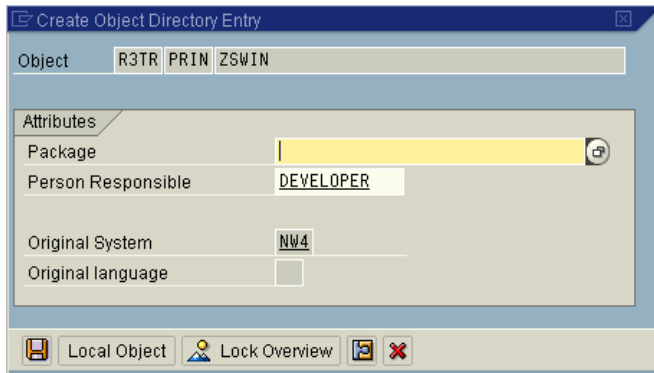 Create Object Directory Entry
Object R3TR PRIN ZSWIN
Attributes
Package
Person Responsible DEVELOPER
Original System NW4
Original language
Local Object Lock Overview